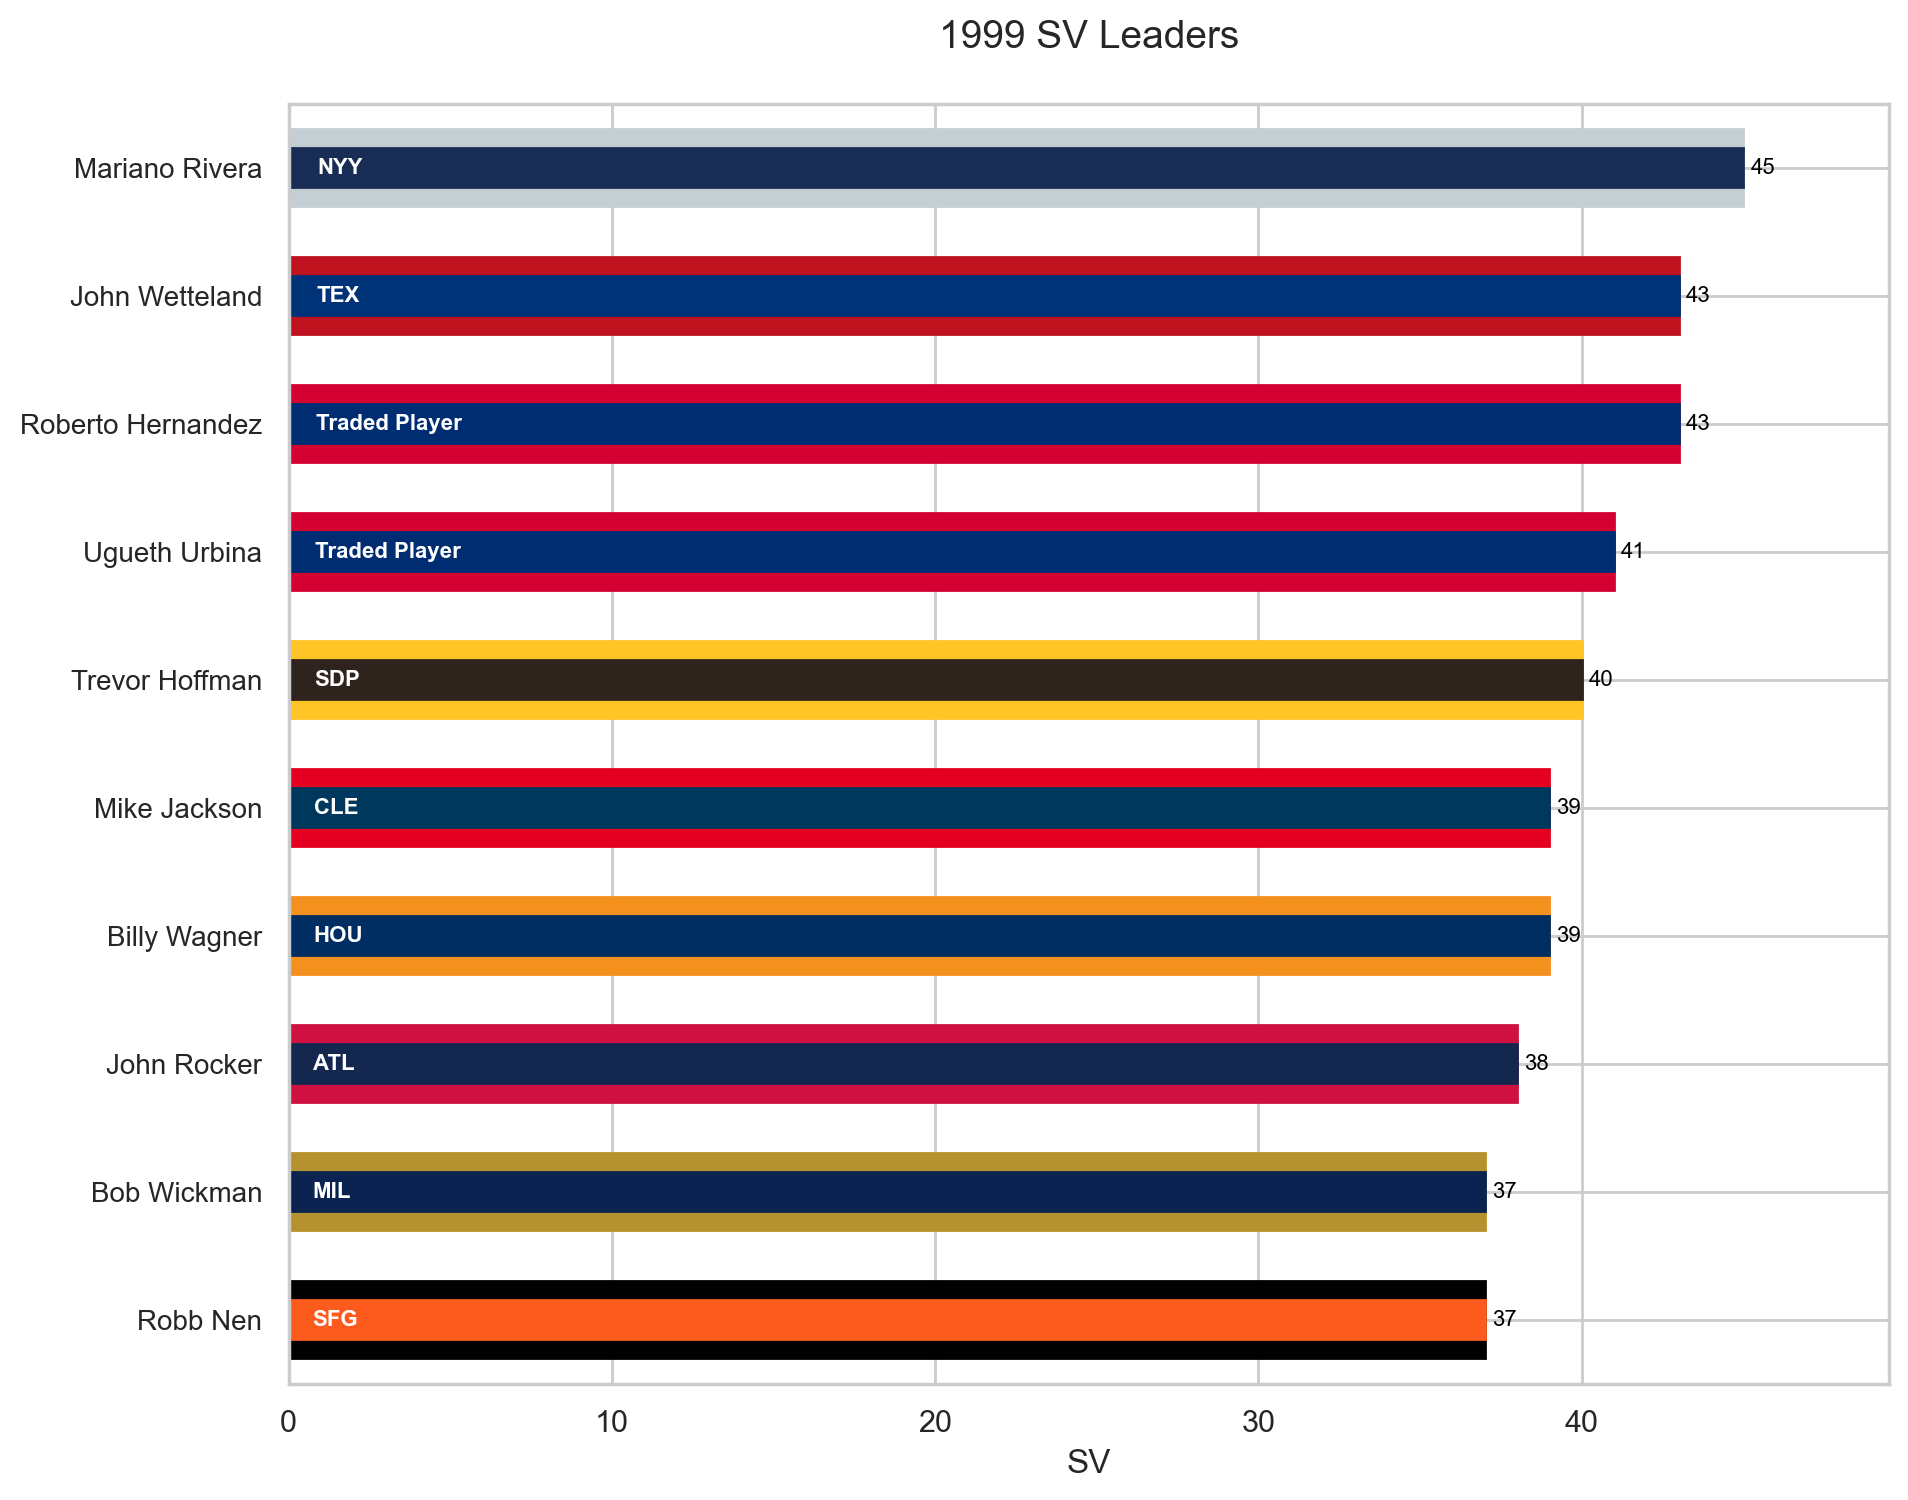 1999 SV Leaders
Mariano Rivera NYY 45
John Wetteland TEX 43
Roberto Hernandez Traded Player 43
Ugueth Urbina Traded Player 41
Trevor Hoffman SDP 40
Mike Jackson CLE 39
Billy Wagner HOU 39
John Rocker ATL 38
Bob Wickman MIL 37
Robb Nen SFG 37
0 10 20 30 40
SV